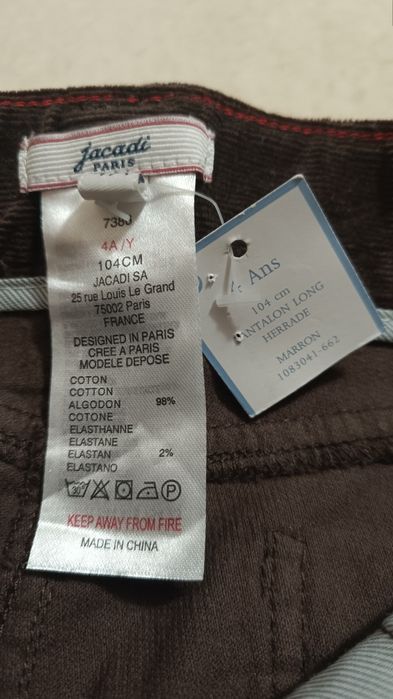 jacadi
PARIS
4A /Y
104CM
JACADI SA
25 rue Louis Le Grand
75002 Paris
FRANCE
DESIGNED IN PARIS
CREE A PARIS
MODELE DEPOSE
COTON
COTTON
ALGODON 98%
COTONE
ELASTHANNE
ELASTANE
ELASTAN 2%
ELASTANO
30°
P
KEEP AWAY FROM FIRE
MADE IN CHINA
Ans
104 cm
PANTALON LONG
HERRADE
MARRON
1083041-662